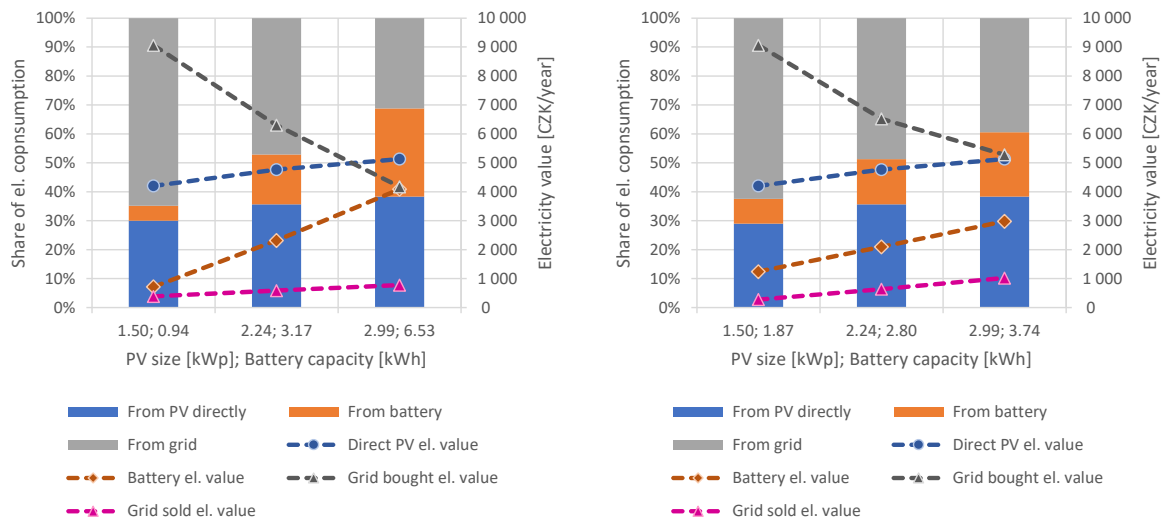 100%
90%
80%
70%
60%
50%
40%
30%
20%
10%
0%
Share of el. copnsumption
10 000
9 000
8 000
7 000
6 000
5 000
4 000
3 000
2 000
1 000
0
Electricity value [CZK/year]
1.50; 0.94 2.24; 3.17 2.99; 6.53
PV size [kWp]; Battery capacity [kWh]
From PV directly From battery
From grid Direct PV el. value
Battery el. value Grid bought el. value
Grid sold el. value
100%
90%
80%
70%
60%
50%
40%
30%
20%
10%
0%
Share of el. copnsumption
10 000
9 000
8 000
7 000
6 000
5 000
4 000
3 000
2 000
1 000
0
Electricity value [CZK/year]
1.50; 1.87 2.24; 2.80 2.99; 3.74
PV size [kWp]; Battery capacity [kWh]
From PV directly From battery
From grid Direct PV el. value
Battery el. value Grid bought el. value
Grid sold el. value